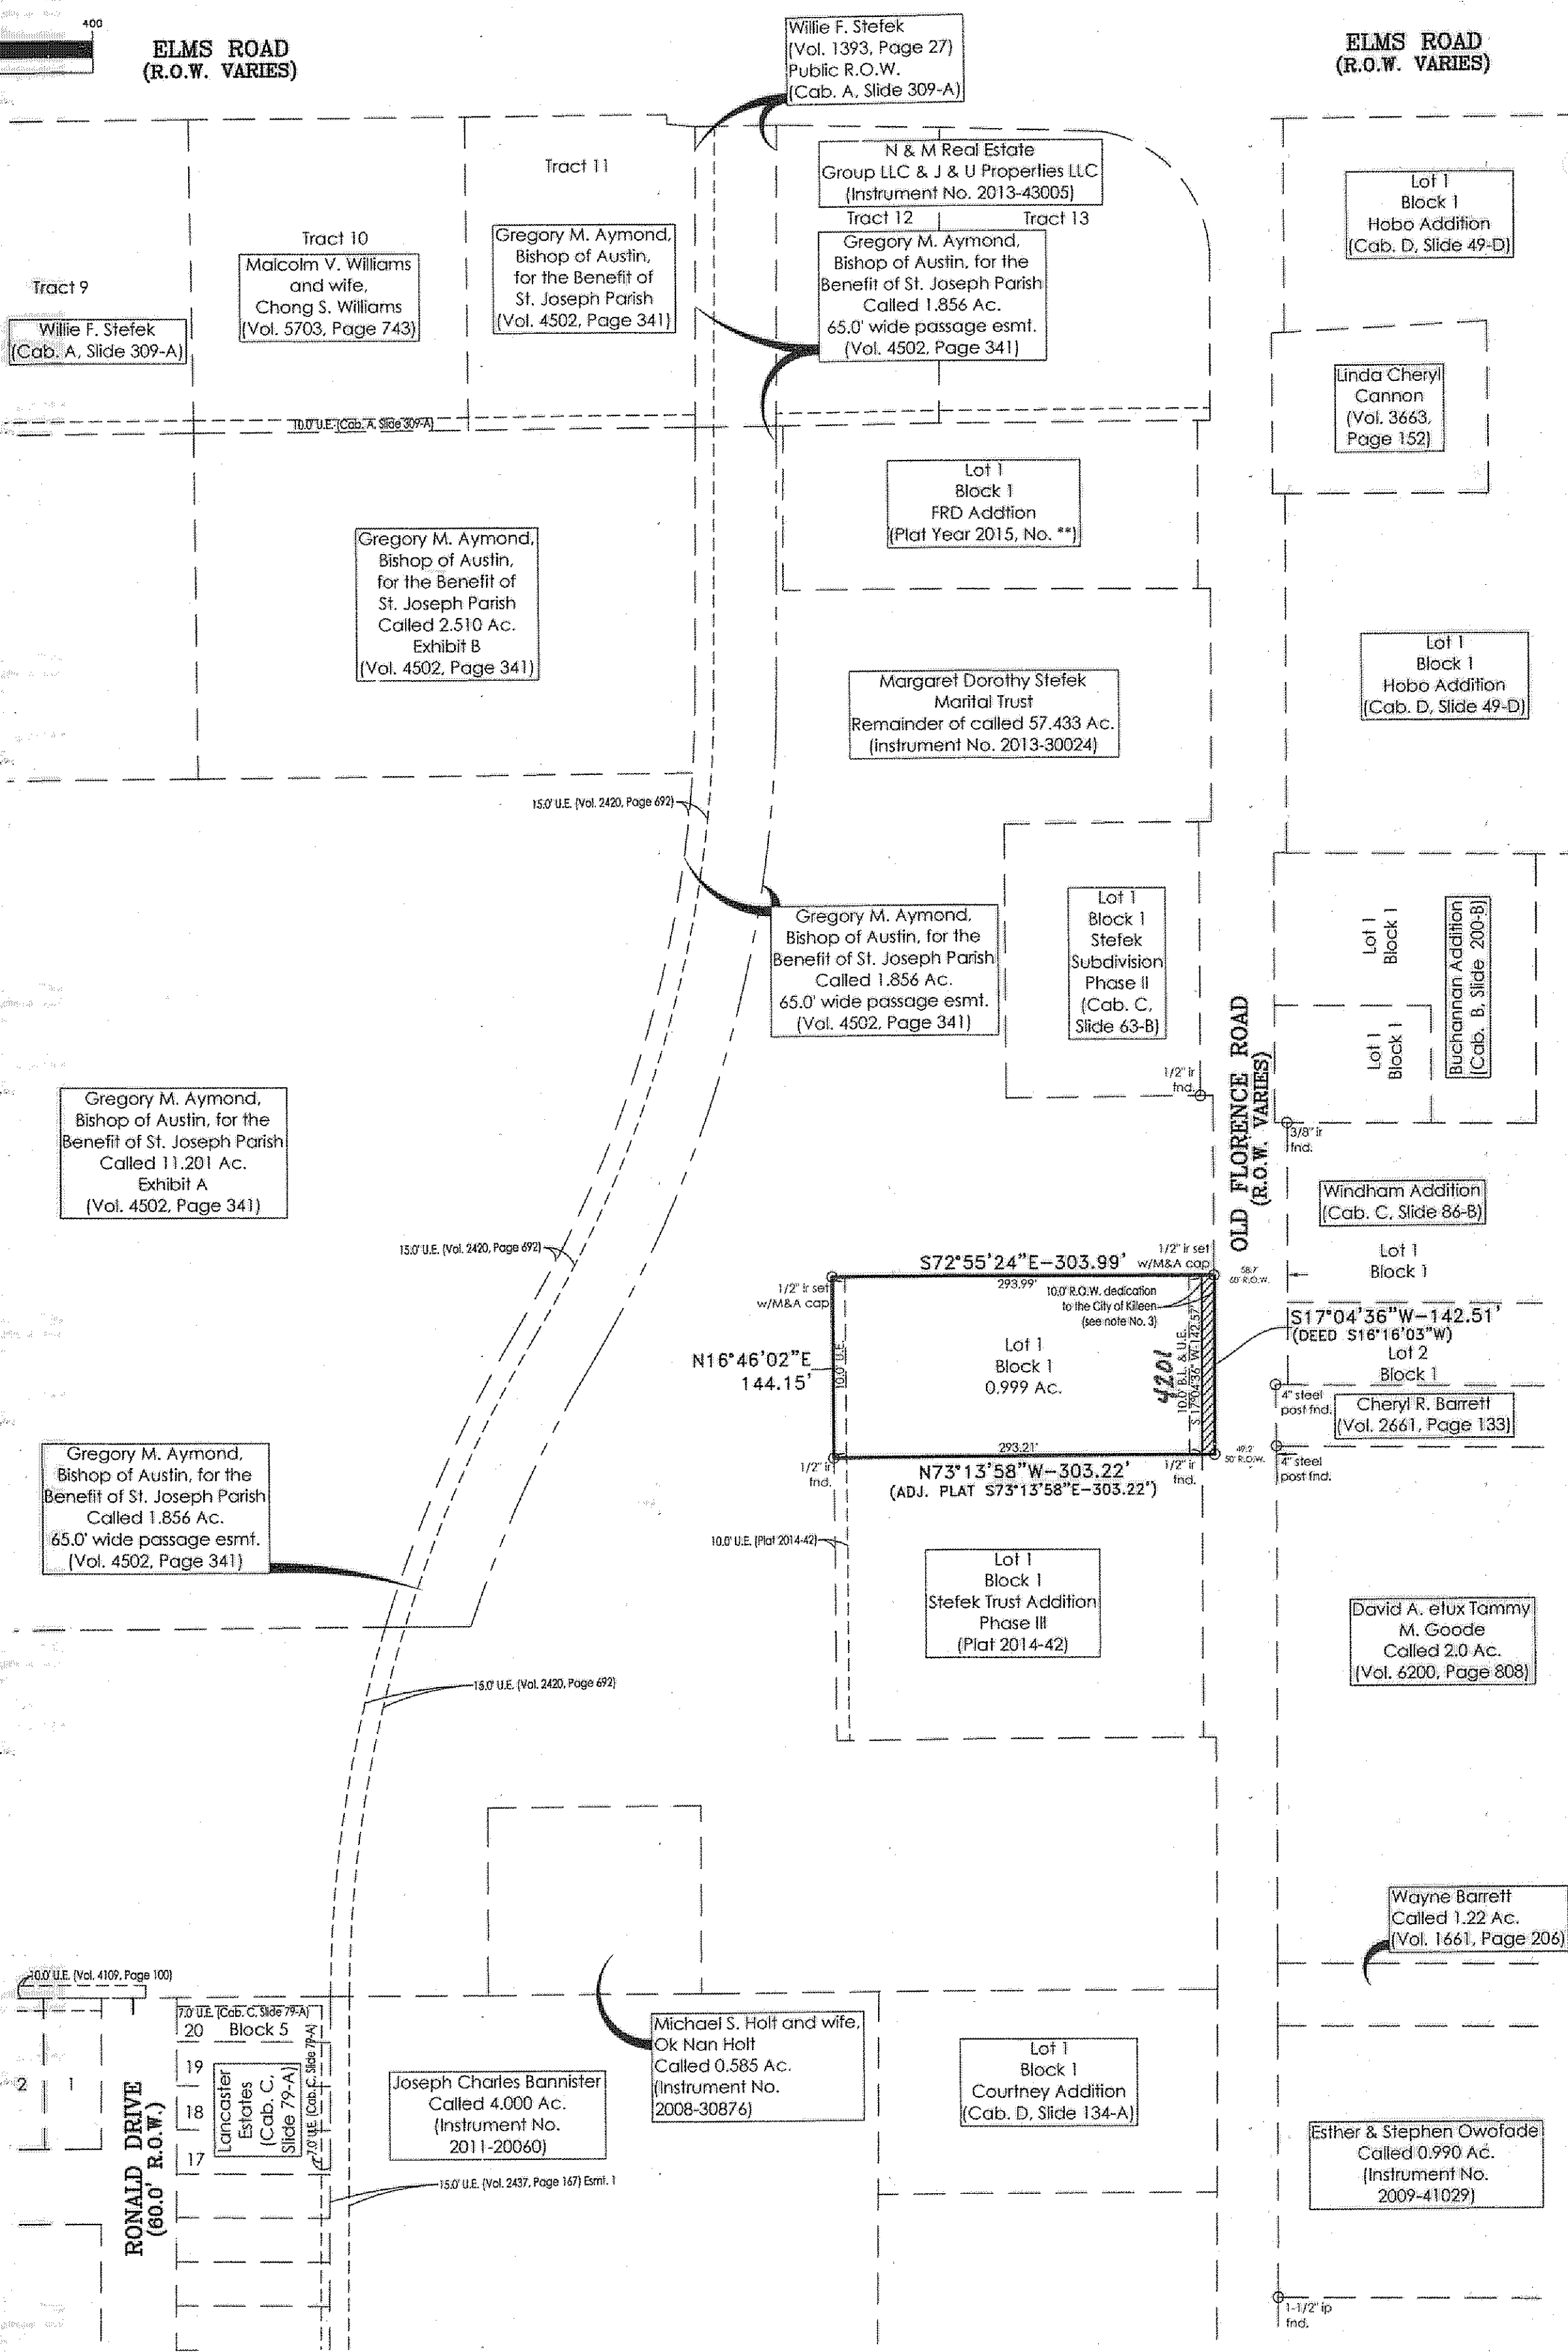 400
ELMS ROAD
(R.O.W. VARIES)
Willie F. Stefek
(Vol. 1393, Page 27)
Public R.O.W.
(Cab. A, Slide 309-A)
ELMS ROAD
(R.O.W. VARIES)
Tract 9
Willie F. Stefek
(Cab. A, Slide 309-A)
Tract 10
Malcolm V. Williams
and wife,
Chong S. Williams
(Vol. 5703, Page 743)
Tract 11
Gregory M. Aymond,
Bishop of Austin,
for the Benefit of
St. Joseph Parish
(Vol. 4502, Page 341)
N & M Real Estate
Group LLC & J & U Properties LLC
(Instrument No. 2013-43005)
Tract 12
Tract 13
Gregory M. Aymond,
Bishop of Austin, for the
Benefit of St. Joseph Parish
Called 1.856 Ac.
65.0' wide passage esmt.
(Vol. 4502, Page 341)
Lot 1
Block 1
Hobo Addition
(Cab. D, Slide 49-D)
Linda Cheryl
Cannon
(Vol. 3663,
Page 152)
10.0' U.E. (Cab. A, Slide 309-A)
Lot 1
Block 1
FRD Addtion
(Plat Year 2015, No. **)
Gregory M. Aymond,
Bishop of Austin,
for the Benefit of
St. Joseph Parish
Called 2.510 Ac.
Exhibit B
(Vol. 4502, Page 341)
Margaret Dorothy Stefek
Marital Trust
Remainder of called 57.433 Ac.
(instrument No. 2013-30024)
Lot 1
Block 1
Hobo Addition
(Cab. D, Slide 49-D)
15.0' U.E. (Vol. 2420, Page 692)
Gregory M. Aymond,
Bishop of Austin, for the
Benefit of St. Joseph Parish
Called 1.856 Ac.
65.0' wide passage esmt.
(Vol. 4502, Page 341)
Lot 1
Block 1
Stefek
Subdivision
Phase II
(Cab. C,
Slide 63-B)
1/2" ir
fnd.
OLD FLORENCE ROAD
(R.O.W. VARIES)
Lot 1
Block 1
Lot 1
Block 1
Buchannan Addition
(Cab. B, Slide 200-B)
3/8" ir
fnd.
Gregory M. Aymond,
Bishop of Austin, for the
Benefit of St. Joseph Parish
Called 11.201 Ac.
Exhibit A
(Vol. 4502, Page 341)
Windham Addition
(Cab. C, Slide 86-B)
Lot 1
Block 1
15.0' U.E. (Vol. 2420, Page 692)
S72°55'24"E-303.99'
1/2" ir set
w/M&A cap
58.7'
60' R.O.W.
1/2" ir set
w/M&A cap
293.99'
10.0' R.O.W. dedication
to the City of Killeen
(see note No. 3)
S17°04'36"W-142.51'
(DEED S16°16'03"W)
Lot 2
Block 1
N16°46'02"E
144.15'
10.0' U.E.
Lot 1
Block 1
0.999 Ac.
4201
10.0' B.L. & U.E.
S 17°04'36" W-142.57'
4" steel
post fnd.
Cheryl R. Barrett
(Vol. 2661, Page 133)
293.21'
1/2" ir
fnd.
N73°13'58"W-303.22'
(ADJ. PLAT S73°13'58"E-303.22')
1/2" ir
fnd.
49.2'
50' R.O.W.
4" steel
post fnd.
Gregory M. Aymond,
Bishop of Austin, for the
Benefit of St. Joseph Parish
Called 1.856 Ac.
65.0' wide passage esmt.
(Vol. 4502, Page 341)
10.0' U.E. (Plat 2014-42)
Lot 1
Block 1
Stefek Trust Addition
Phase III
(Plat 2014-42)
David A. etux Tammy
M. Goode
Called 2.0 Ac.
(Vol. 6200, Page 808)
15.0' U.E. (Vol. 2420, Page 692)
Wayne Barrett
Called 1.22 Ac.
(Vol. 1661, Page 206)
10.0' U.E. (Vol. 4109, Page 100)
7.0' U.E. (Cab. C, Slide 79-A)
20 Block 5
19
18
17
2
1
Lancaster
Estates
(Cab. C,
Slide 79-A)
7.0' U.E. (Cab. C, Slide 79-A)
RONALD DRIVE
(60.0' R.O.W.)
Joseph Charles Bannister
Called 4.000 Ac.
(Instrument No.
2011-20060)
Michael S. Holt and wife,
Ok Nan Holt
Called 0.585 Ac.
(Instrument No.
2008-30876)
Lot 1
Block 1
Courtney Addition
(Cab. D, Slide 134-A)
Esther & Stephen Owofade
Called 0.990 Ac.
(Instrument No.
2009-41029)
15.0' U.E. (Vol. 2437, Page 167) Esmt. 1
1-1/2" ip
fnd.